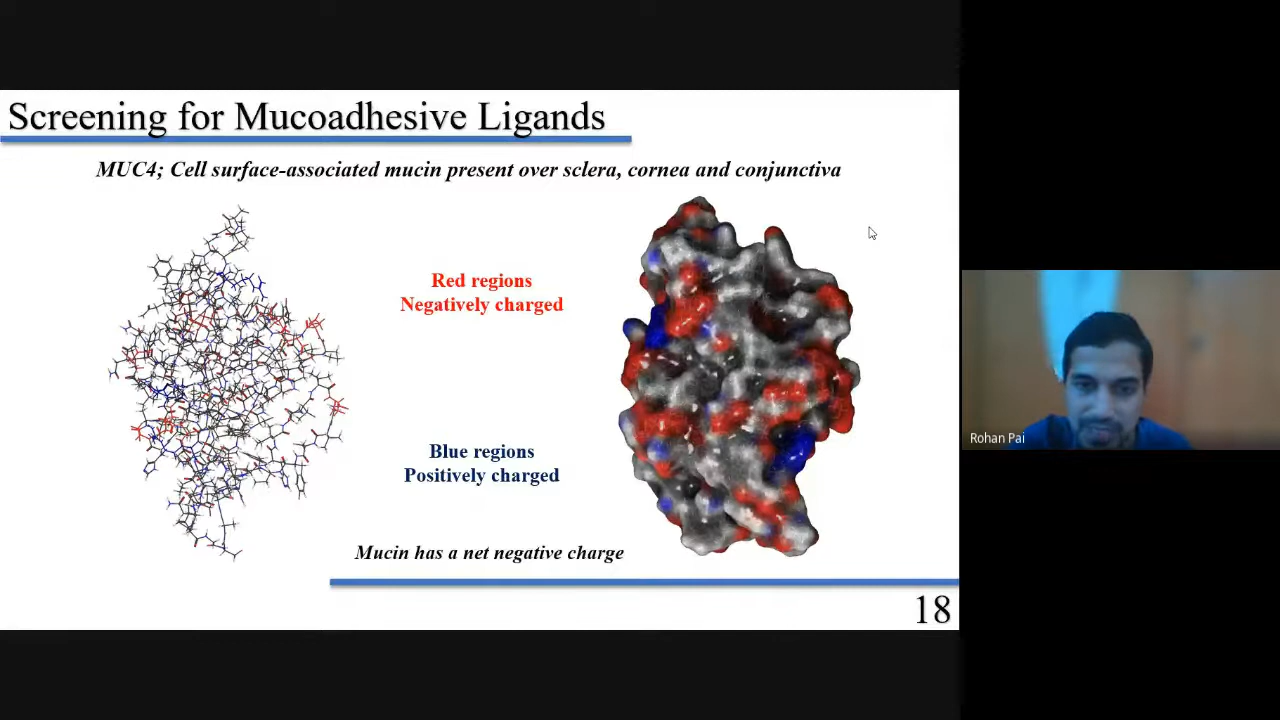 Screening for Mucoadhesive Ligands
MUC4; Cell surface-associated mucin present over sclera, cornea and conjunctiva
Red regions
Negatively charged
Blue regions
Positively charged
Mucin has a net negative charge
18
Rohan Pai